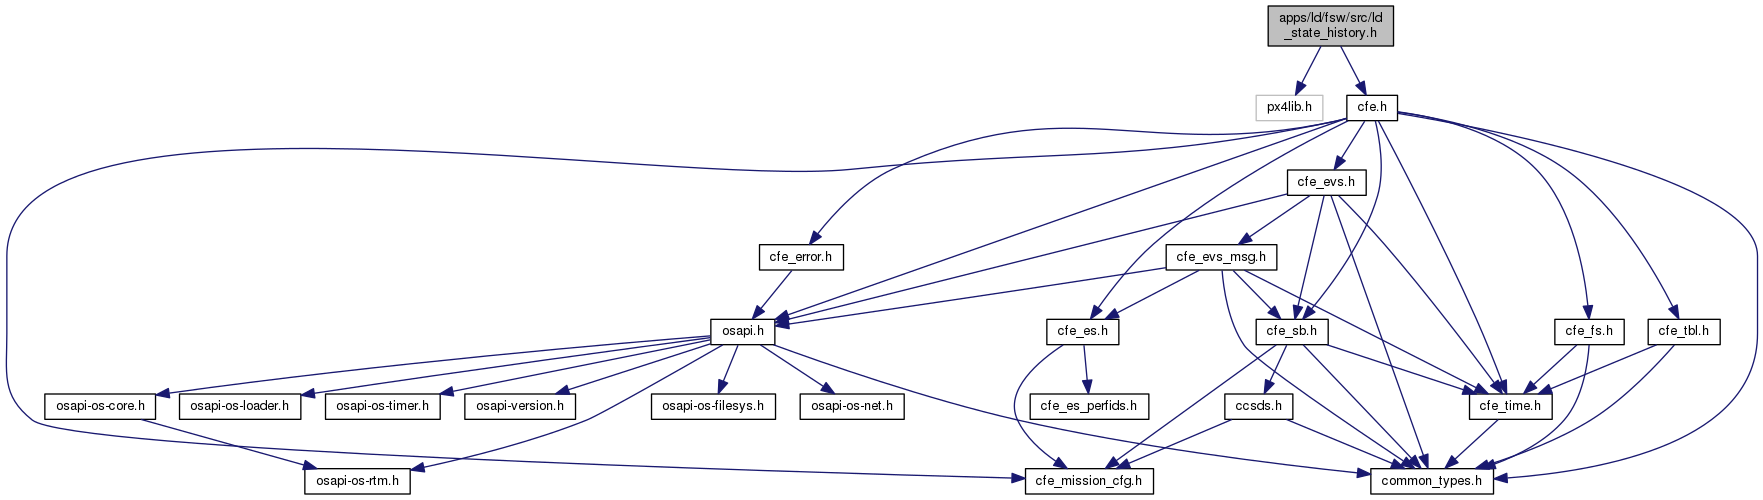 apps/ld/fsw/src/ld
_state_history.h
px4lib.h
cfe.h
cfe_evs.h
cfe_error.h
cfe_evs_msg.h
osapi.h
cfe_es.h
cfe_sb.h
cfe_fs.h
cfe_tbl.h
osapi-os-core.h
osapi-os-loader.h
osapi-os-timer.h
osapi-version.h
osapi-os-filesys.h
osapi-os-net.h
cfe_es_perfids.h
ccsds.h
cfe_time.h
osapi-os-rtm.h
cfe_mission_cfg.h
common_types.h